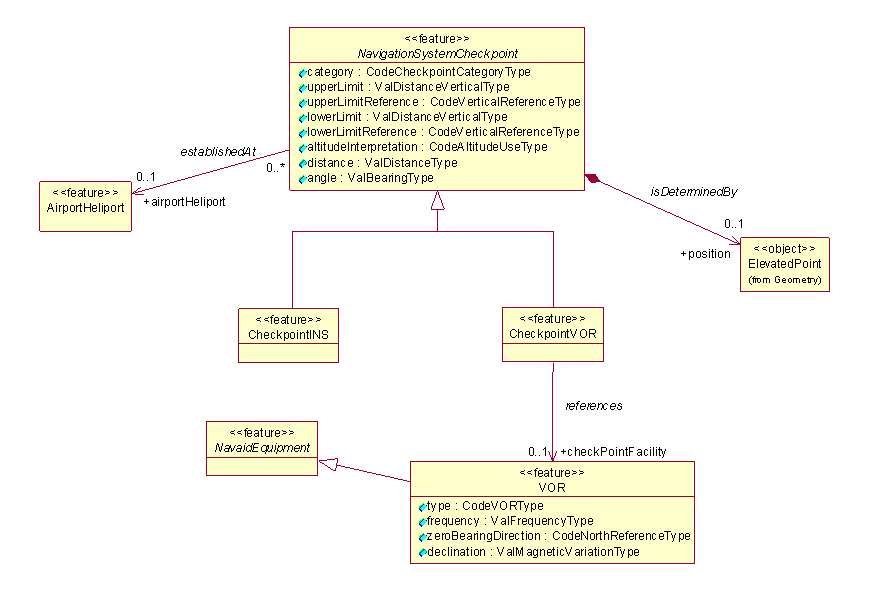 <<feature>>
NavigationSystemCheckpoint
category : CodeCheckpointCategoryType
upperLimit : ValDistanceVerticalType
upperLimitReference : CodeVerticalReferenceType
lowerLimit : ValDistanceVerticalType
lowerLimitReference : CodeVerticalReferenceType
altitudeInterpretation : CodeAltitudeUseType
distance : ValDistanceType
angle : ValBearingType
establishedAt
0..*
0..1
+airportHeliport
<<feature>>
AirportHeliport
isDeterminedBy
0..1
+position
<<object>>
ElevatedPoint
(from Geometry)
<<feature>>
CheckpointINS
<<feature>>
CheckpointVOR
references
0..1
+checkPointFacility
<<feature>>
NavaidEquipment
<<feature>>
VOR
type : CodeVORType
frequency : ValFrequencyType
zeroBearingDirection : CodeNorthReferenceType
declination : ValMagneticVariationType